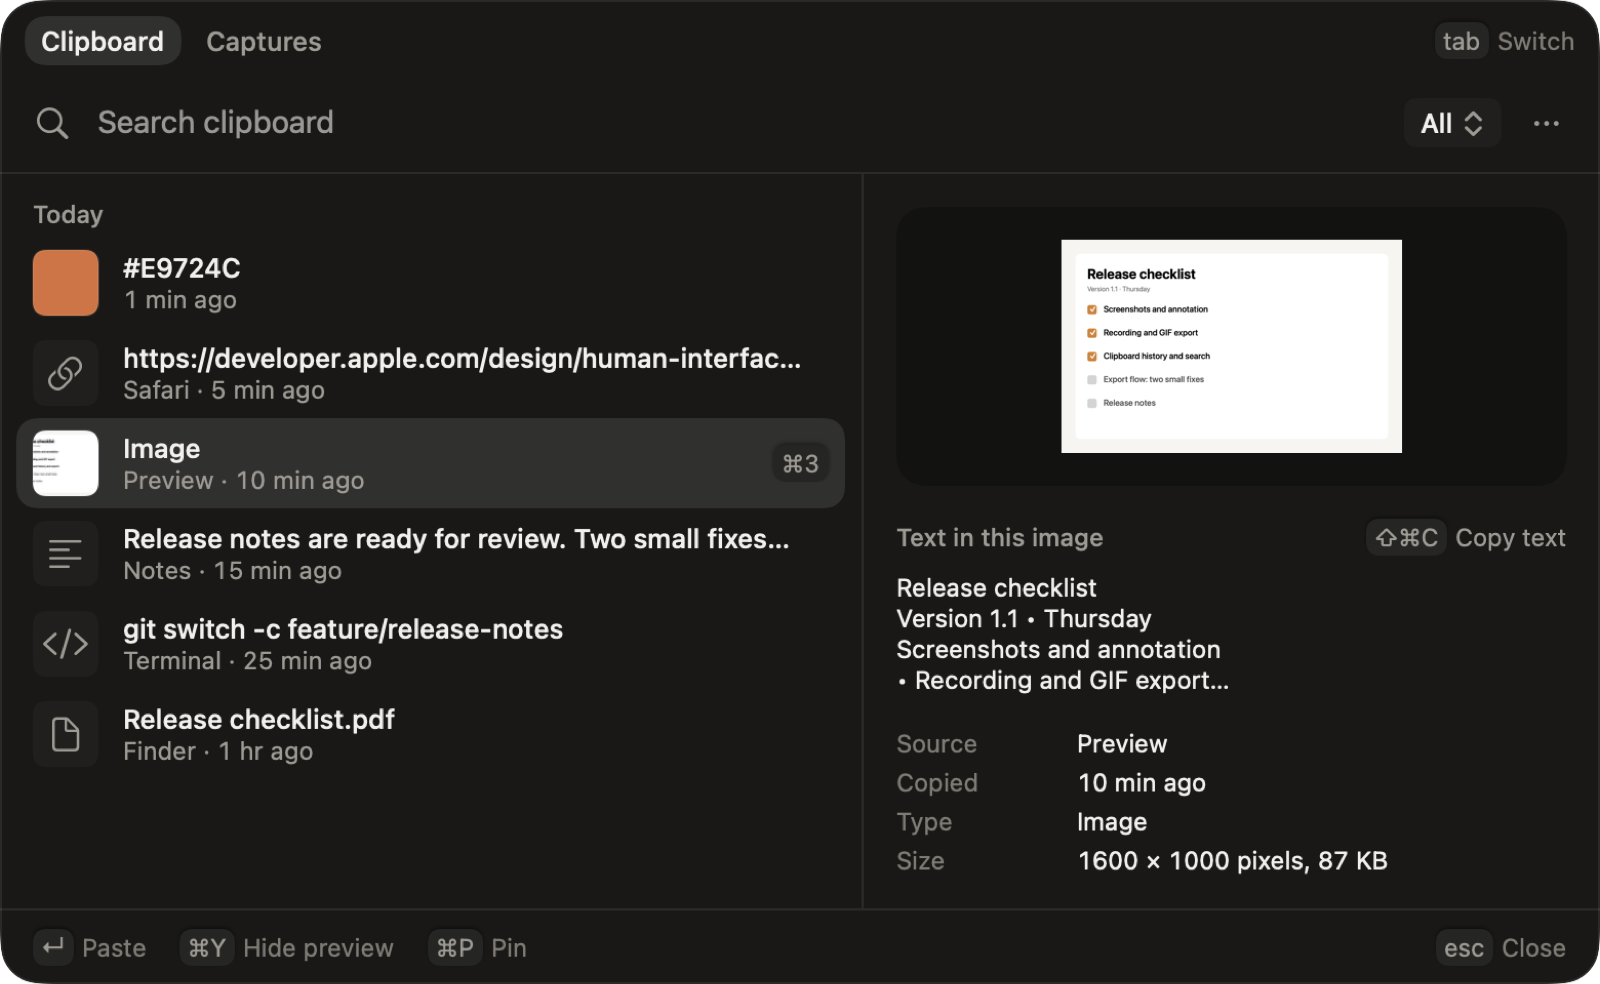 Clipboard Captures tab Switch
Search clipboard All ...
Today
#E9724C
1 min ago
https://developer.apple.com/design/human-interfac...
Safari · 5 min ago
Image
Preview · 10 min ago
⌘3
Release notes are ready for review. Two small fixes...
Notes · 15 min ago
git switch -c feature/release-notes
Terminal · 25 min ago
Release checklist.pdf
Finder · 1 hr ago
Release checklist
Version 1.1 · Thursday
Screenshots and annotation
Recording and GIF export
Clipboard history and search
Export flow: two small fixes
Release notes
Text in this image ⇧⌘C Copy text
Release checklist
Version 1.1 • Thursday
Screenshots and annotation
• Recording and GIF export...
Source Preview
Copied 10 min ago
Type Image
Size 1600 × 1000 pixels, 87 KB
↵ Paste ⌘Y Hide preview ⌘P Pin esc Close